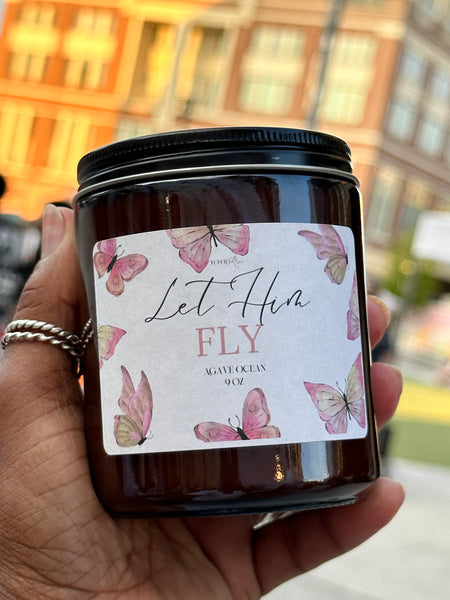 Let Him
FLY
AGAVE OCEAN
9 OZ